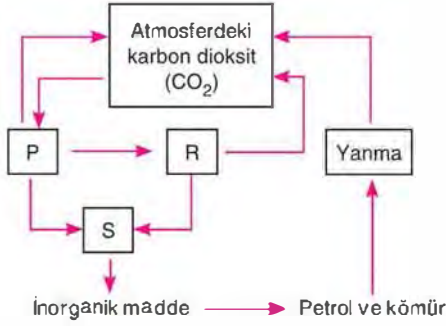 Atmosferdeki
karbon dioksit
(CO₂)
P
R
Yanma
S
İnorganik madde
Petrol ve kömür